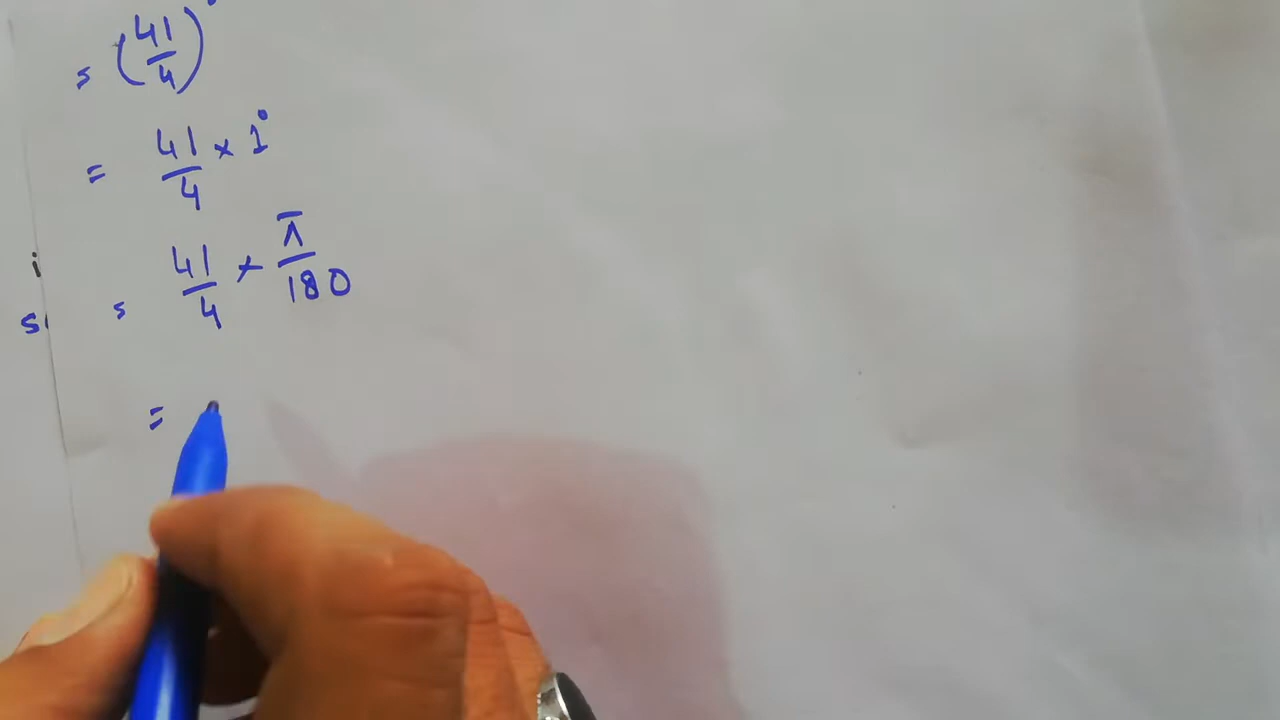 = (41/4)°
= 41/4 × 1°
= 41/4 × π/180
i
s
=